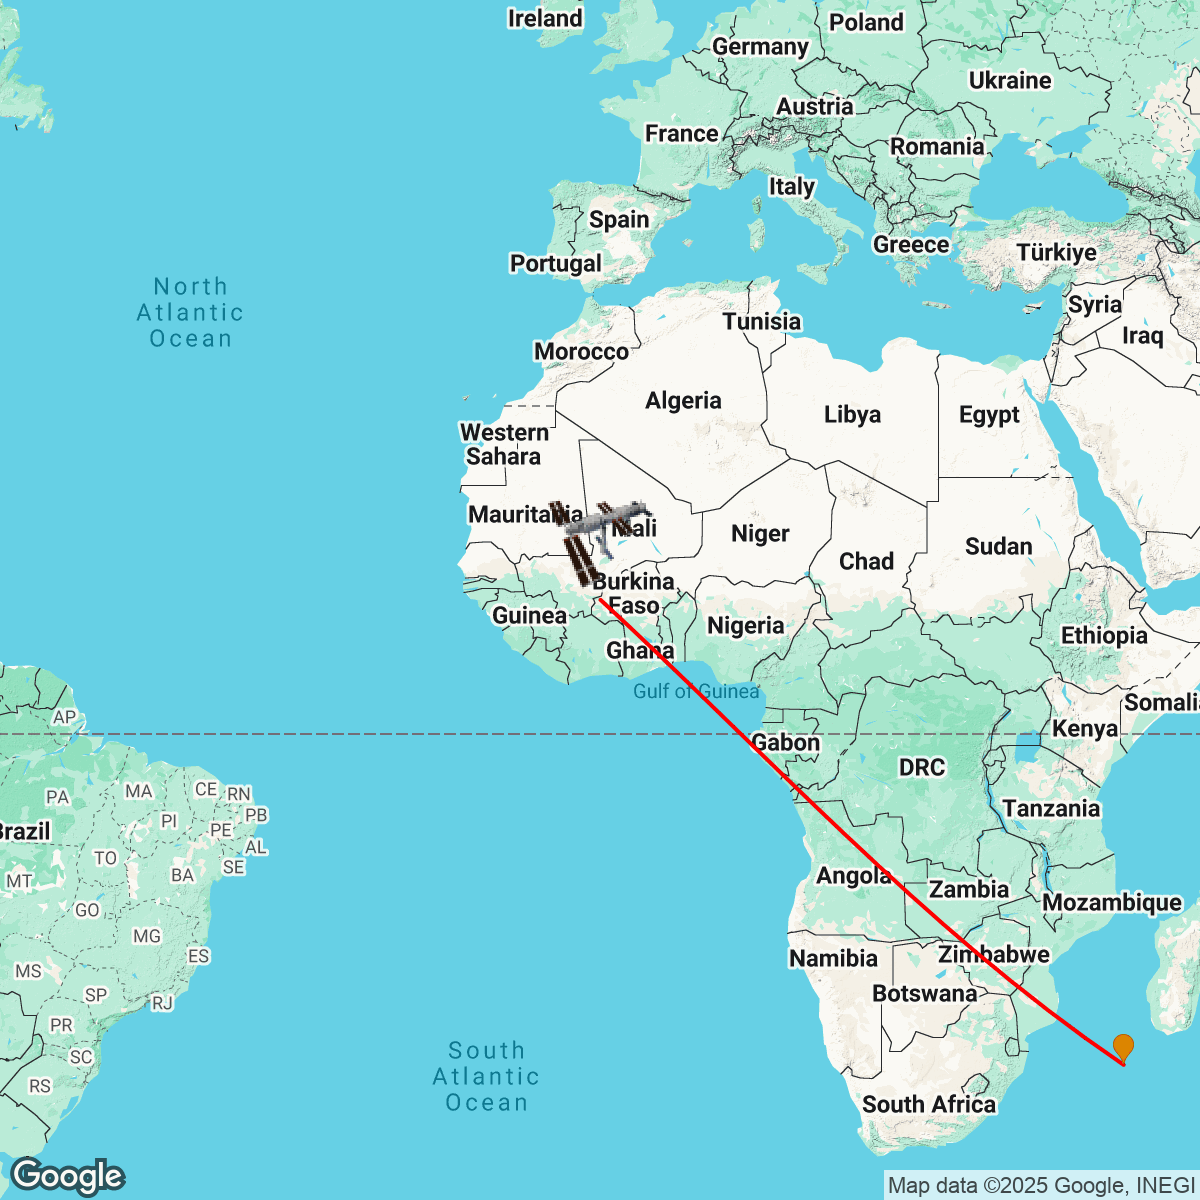 Ireland
Poland
Germany
Ukraine
Austria
France
Romania
Italy
Spain
Greece
Türkiye
Portugal
North
Atlantic
Ocean
Syria
Tunisia
Iraq
Morocco
Algeria
Libya
Egypt
Western
Sahara
Mauritania
Mali
Niger
Sudan
Chad
Burkina
Faso
Guinea
Nigeria
Ethiopia
Ghana
Gulf of Guinea
Somalia
AP
Kenya
Gabon
DRC
PA
MA
CE
RN
Tanzania
PI
PB
PE
Brazil
AL
TO
SE
BA
MT
Angola
Zambia
Mozambique
GO
MG
ES
Namibia
Zimbabwe
MS
Botswana
SP
RJ
PR
South
Atlantic
Ocean
SC
RS
South Africa
Google
Map data ©2025 Google, INEGI